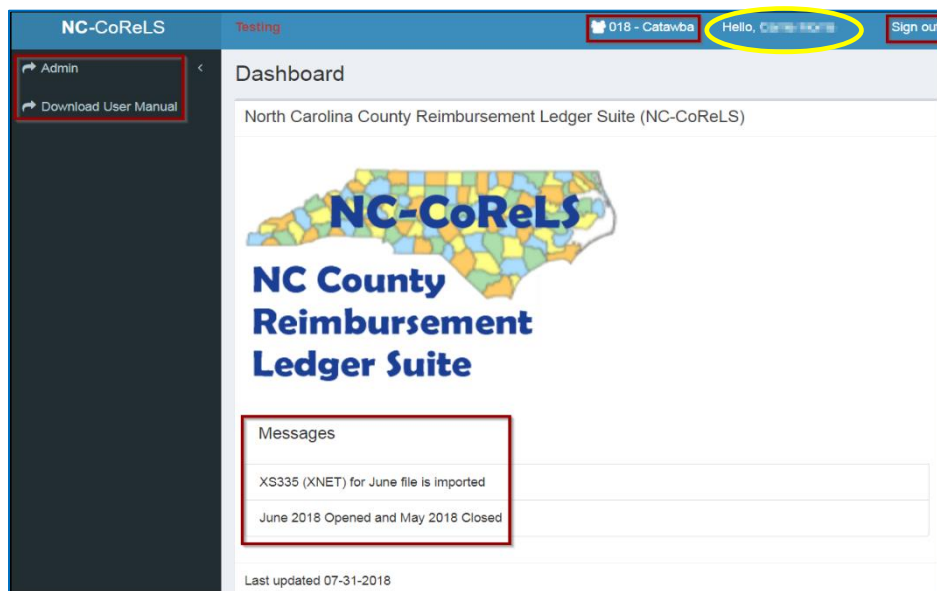 NC-CoReLS
Testing
018 - Catawba
Hello,
Sign out
Admin
Download User Manual
Dashboard
North Carolina County Reimbursement Ledger Suite (NC-CoReLS)
NC-CoReLS
NC County
Reimbursement
Ledger Suite
Messages
XS335 (XNET) for June file is imported
June 2018 Opened and May 2018 Closed
Last updated 07-31-2018